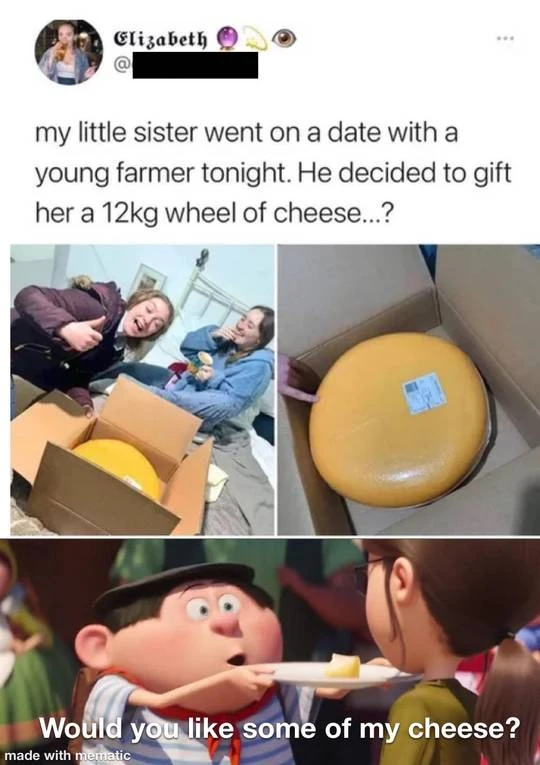 Elizabeth
@
my little sister went on a date with a
young farmer tonight. He decided to gift
her a 12kg wheel of cheese...?
Would you like some of my cheese?
made with mematic